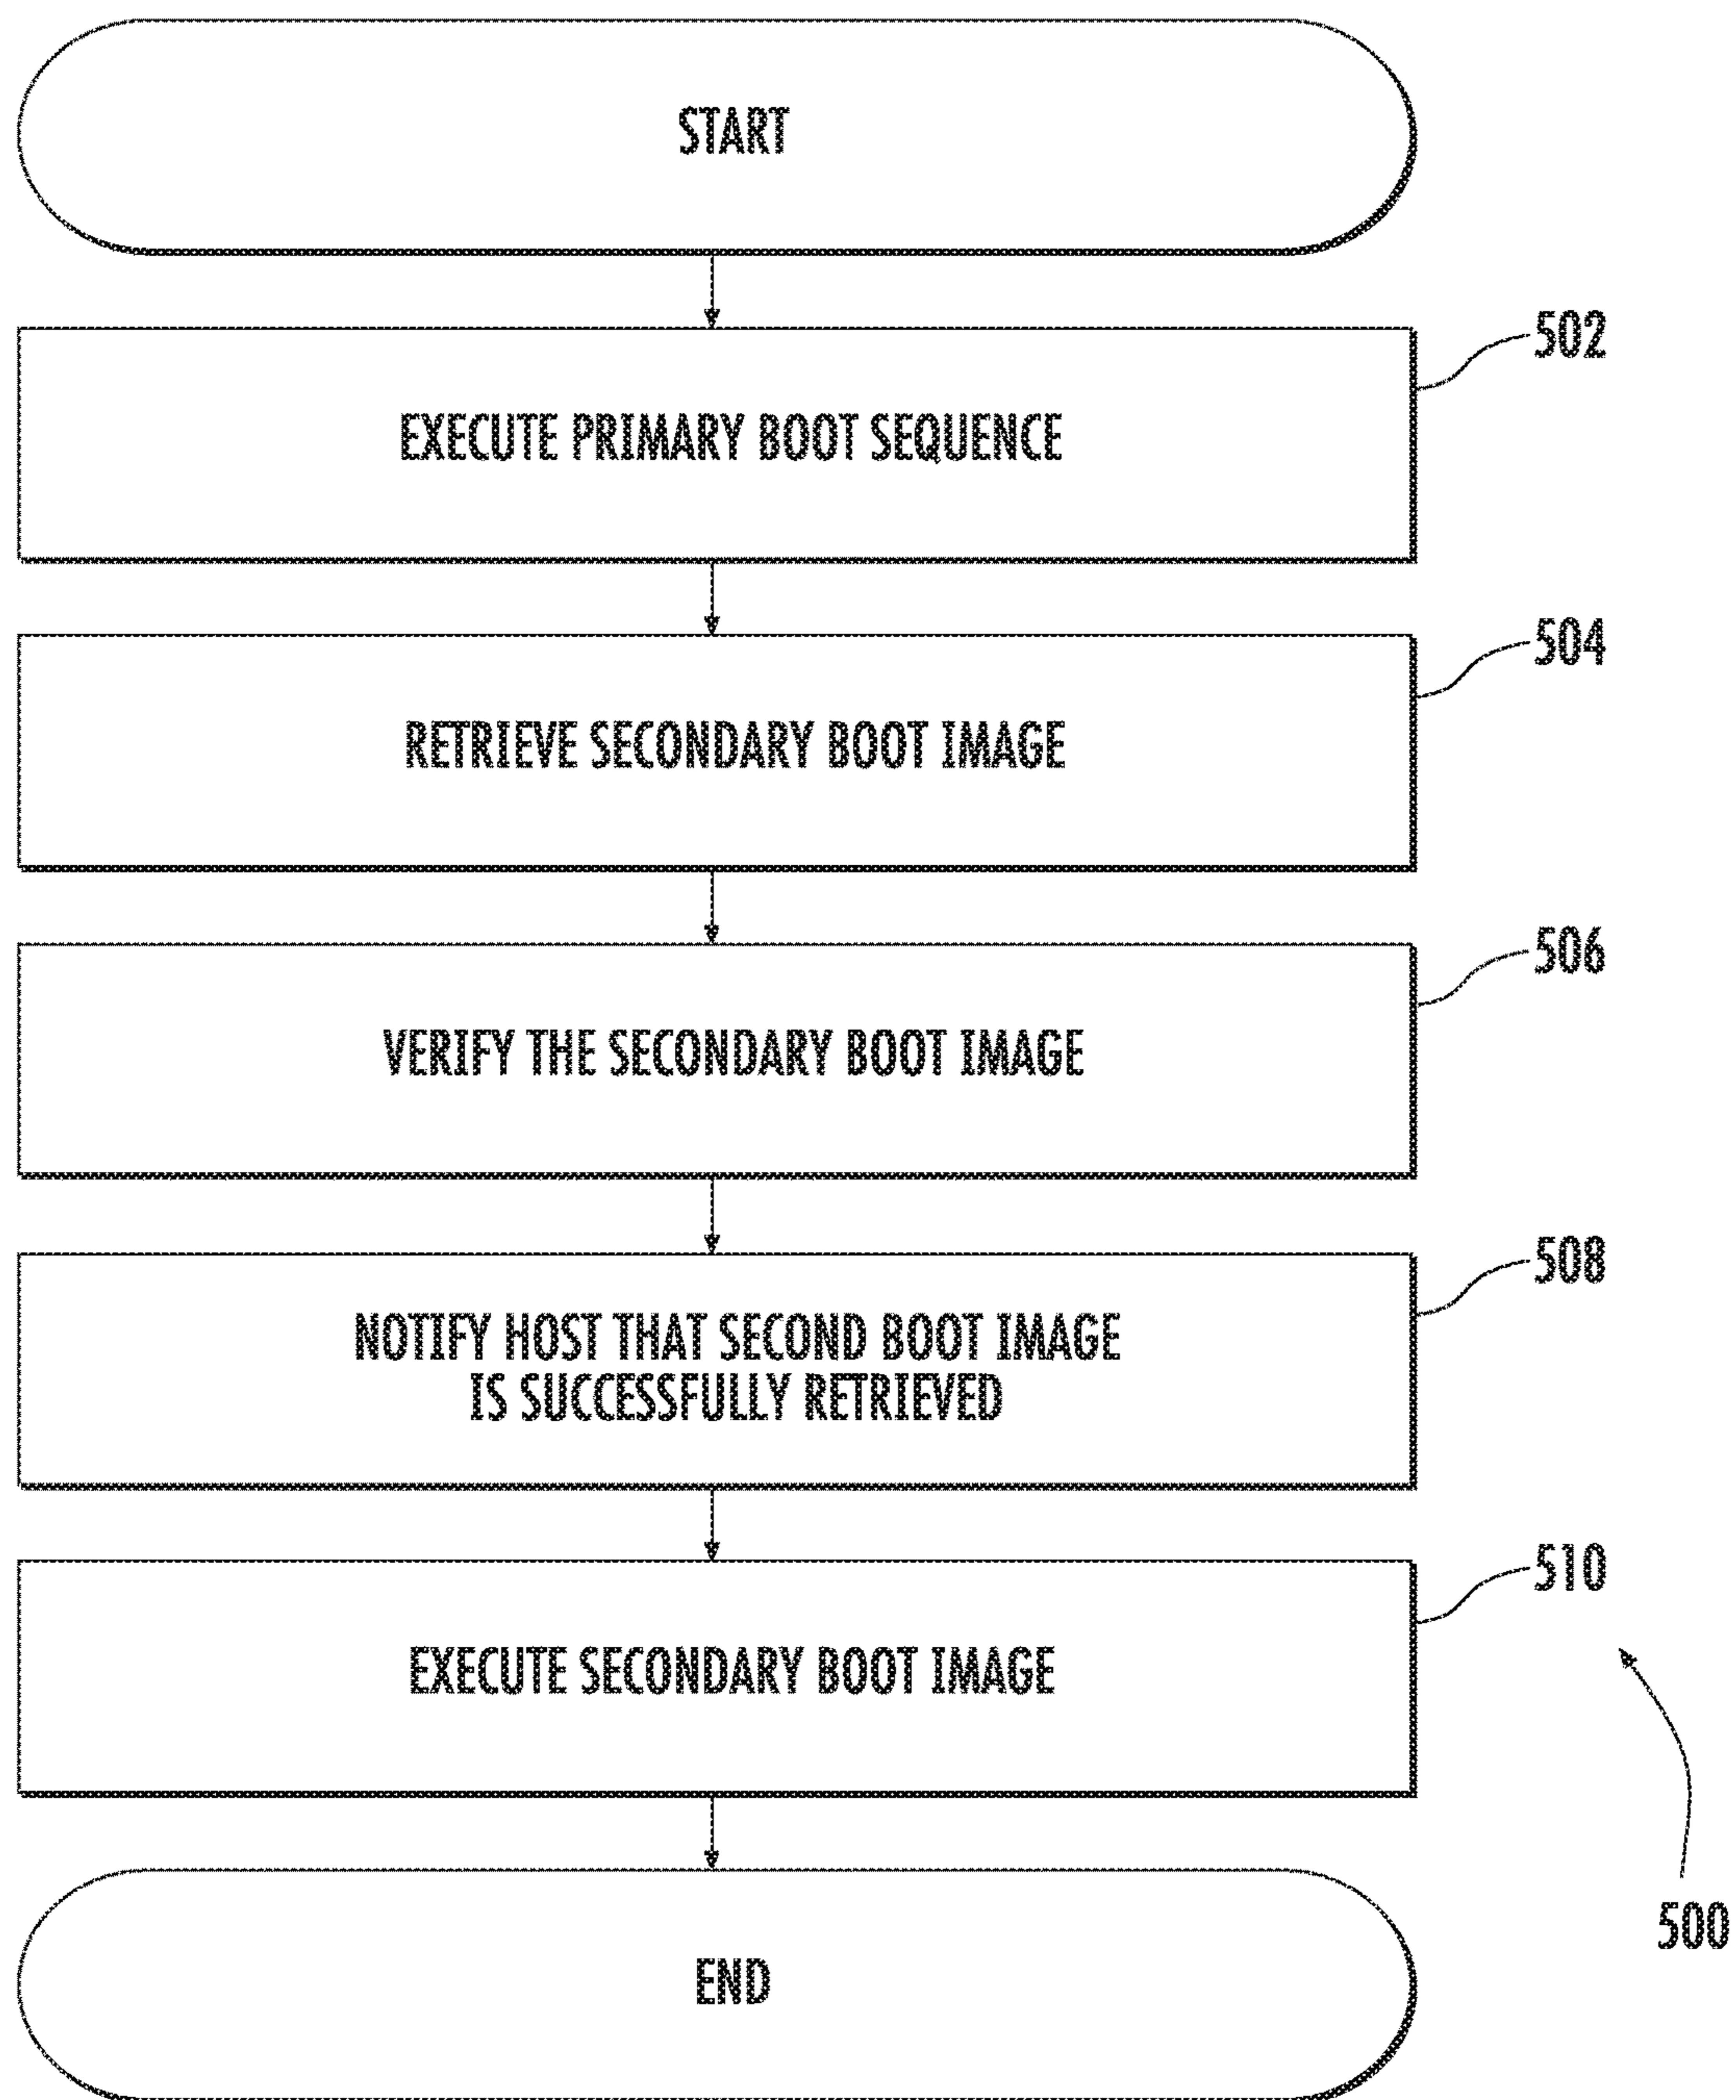 START
502
EXECUTE PRIMARY BOOT SEQUENCE
504
RETRIEVE SECONDARY BOOT IMAGE
506
VERIFY THE SECONDARY BOOT IMAGE
508
NOTIFY HOST THAT SECOND BOOT IMAGE
IS SUCCESSFULLY RETRIEVED
510
EXECUTE SECONDARY BOOT IMAGE
500
END